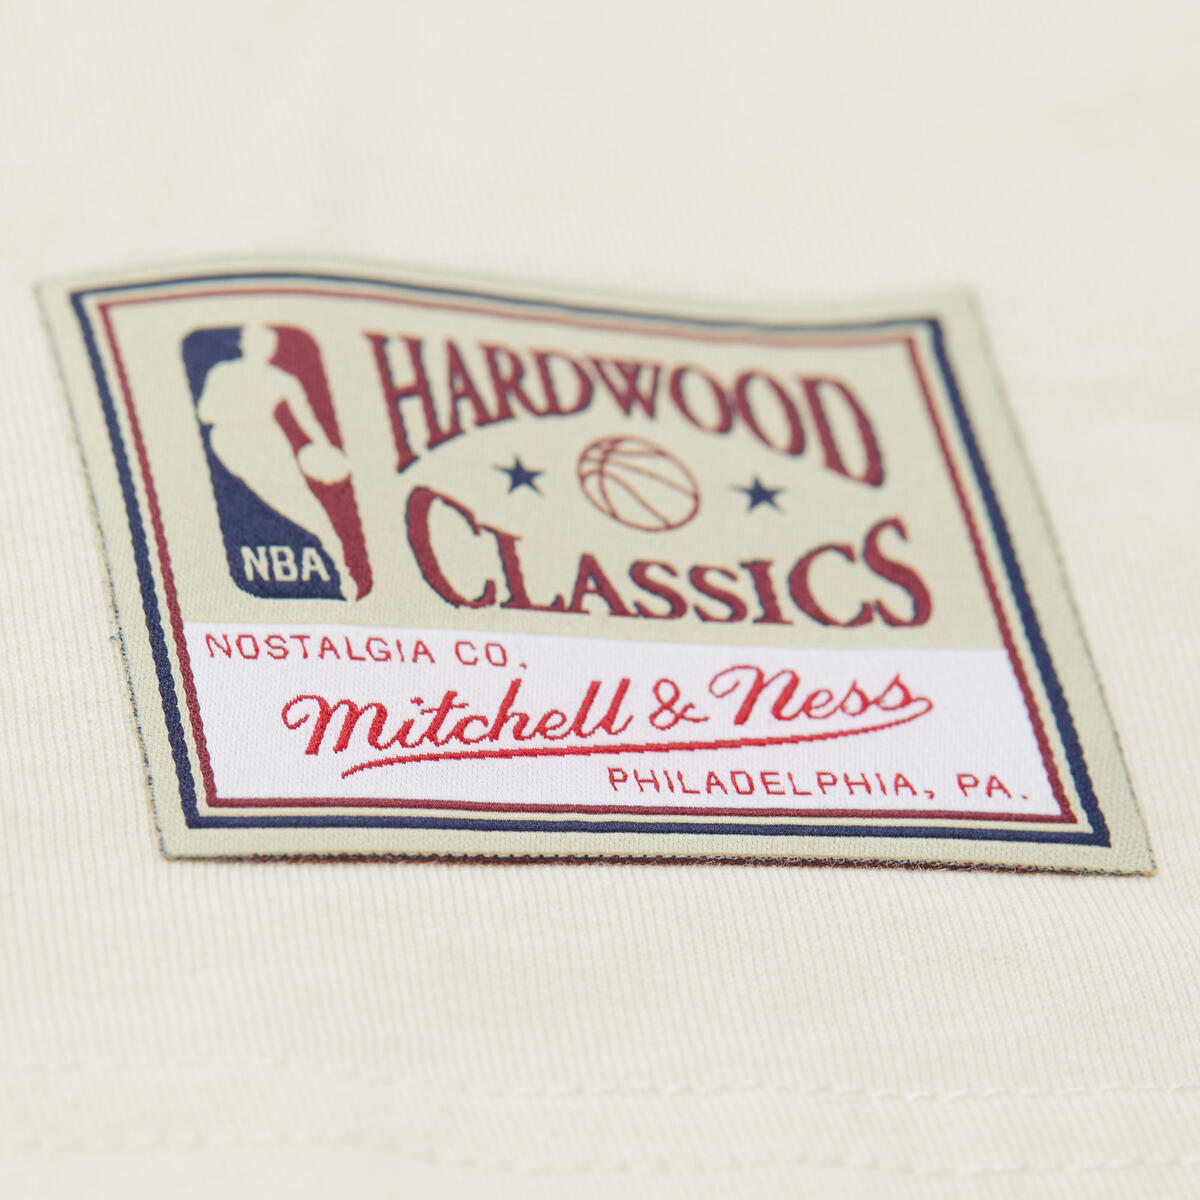 HARDWOOD
CLASSICS
NBA
NOSTALGIA CO.
Mitchell & Ness
PHILADELPHIA, PA.